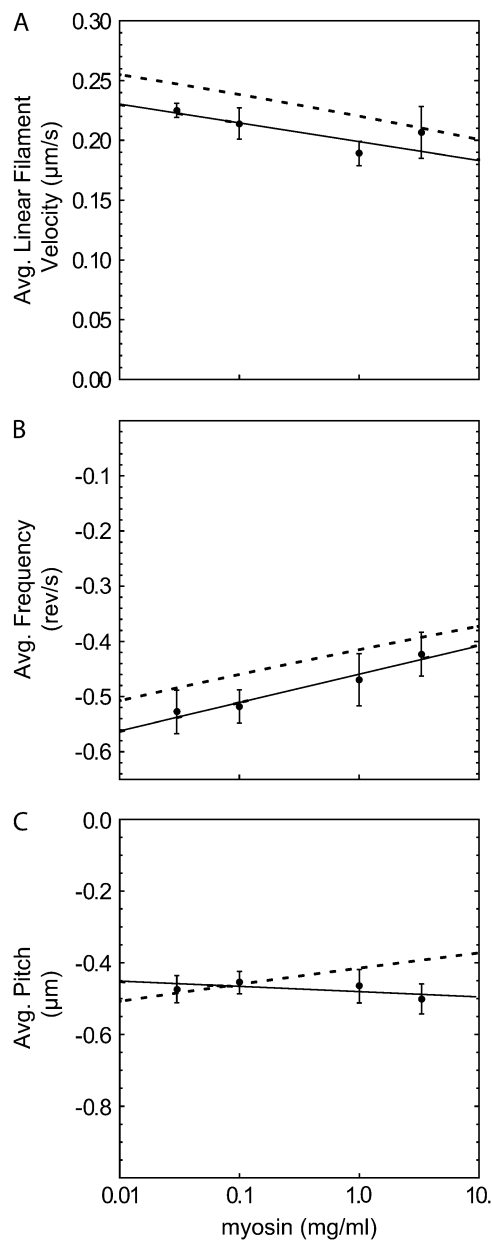 A
0.30
0.25
0.20
0.15
0.10
0.05
0.00
Avg. Linear Filament
Velocity (μm/s)
B
-0.1
-0.2
-0.3
-0.4
-0.5
-0.6
Avg. Frequency
(rev/s)
C
0.0
-0.2
-0.4
-0.6
-0.8
Avg. Pitch
(μm)
0.01 0.1 1.0 10.
myosin (mg/ml)